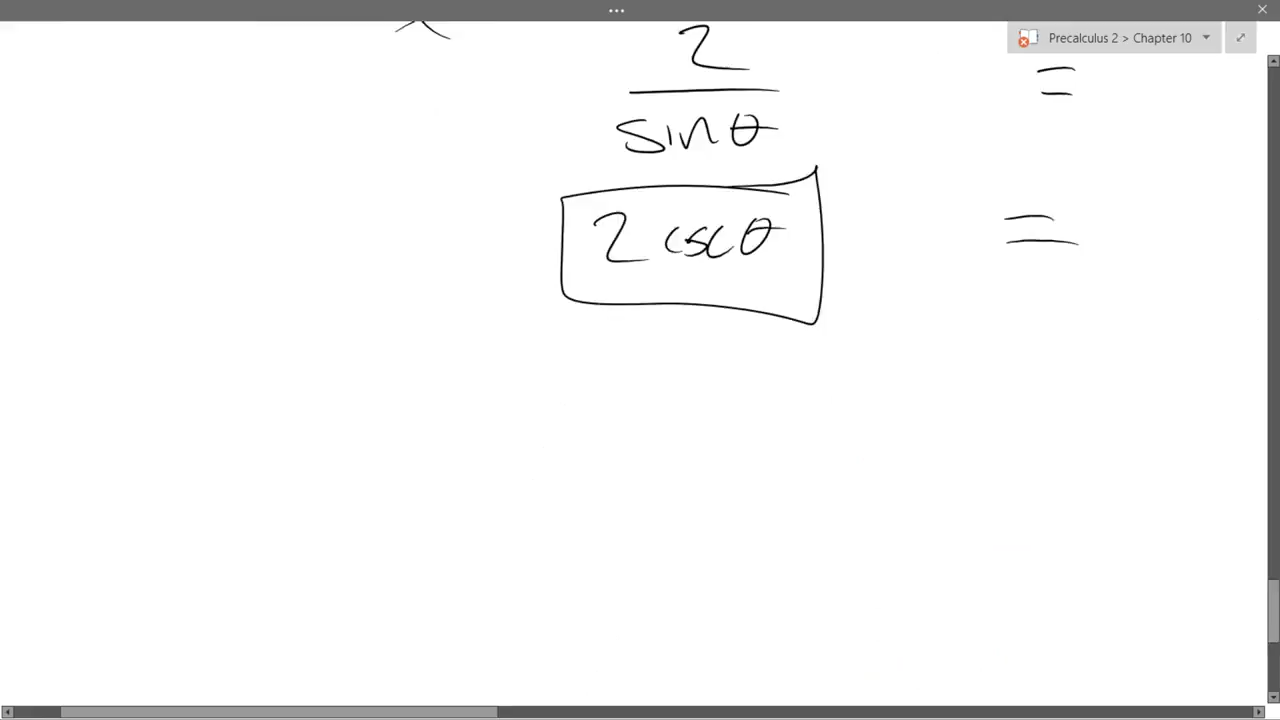 ...
Precalculus 2 > Chapter 10
2
sinθ
=
2 cscθ
=